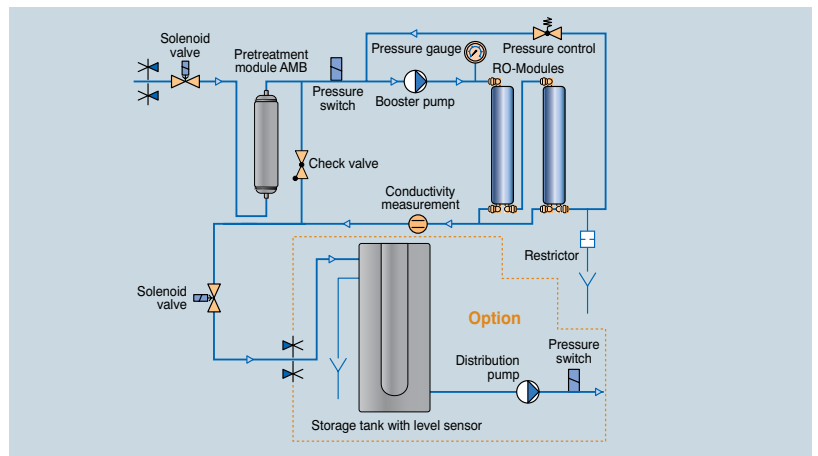 Solenoid
valve
Pretreatment
module AMB
Pressure
switch
Pressure gauge
Booster pump
Pressure control
RO-Modules
Check valve
Conductivity
measurement
Restrictor
Solenoid
valve
Option
Distribution
pump
Pressure
switch
Storage tank with level sensor